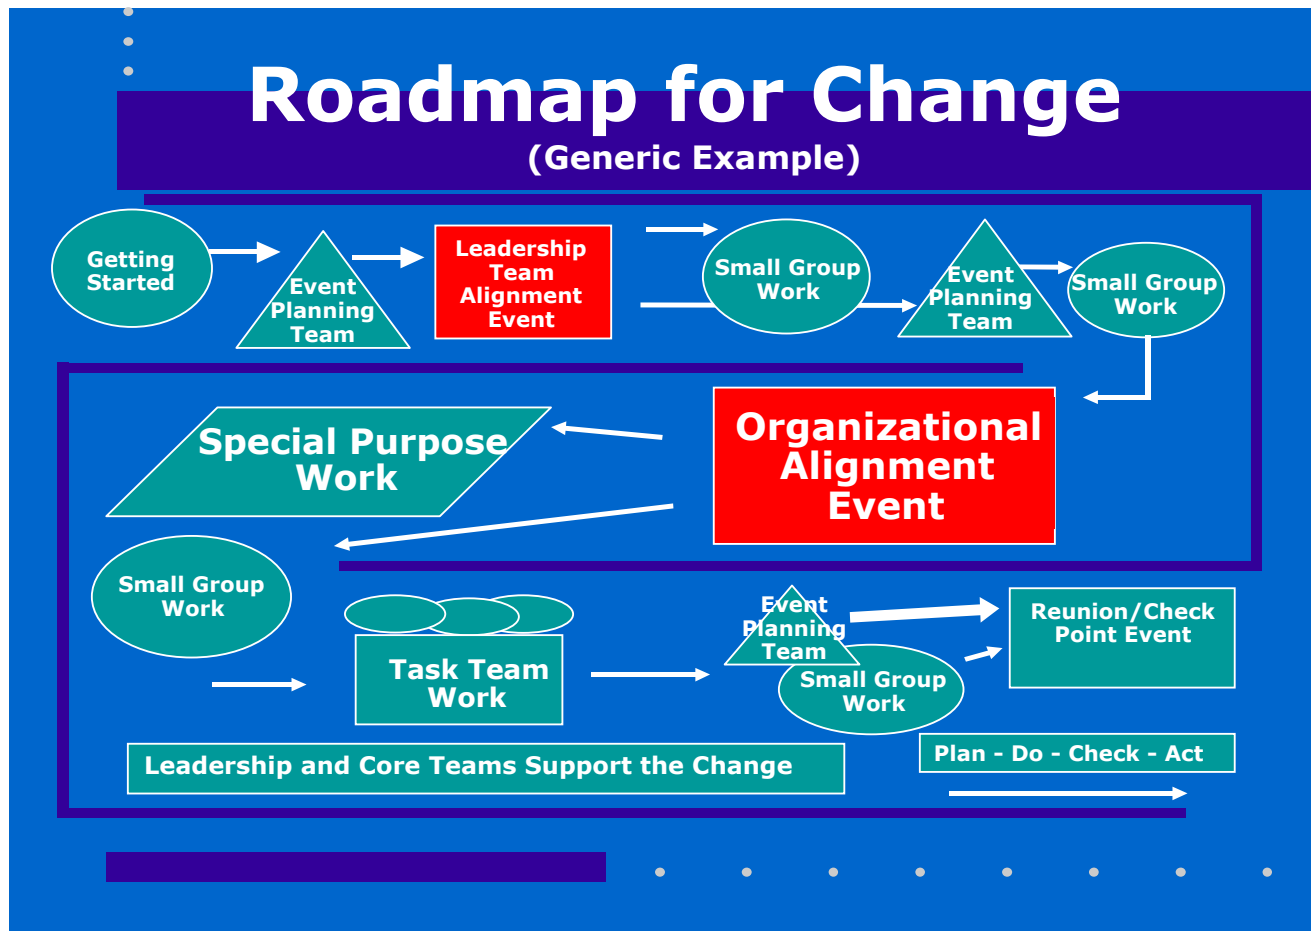 Roadmap for Change
(Generic Example)
Getting
Started
Event
Planning
Team
Leadership
Team
Alignment
Event
Small Group
Work
Event
Planning
Team
Small Group
Work
Organizational
Alignment
Event
Special Purpose
Work
Small Group
Work
Task Team
Work
Event
Planning
Team
Small Group
Work
Reunion/Check
Point Event
Leadership and Core Teams Support the Change
Plan – Do – Check – Act